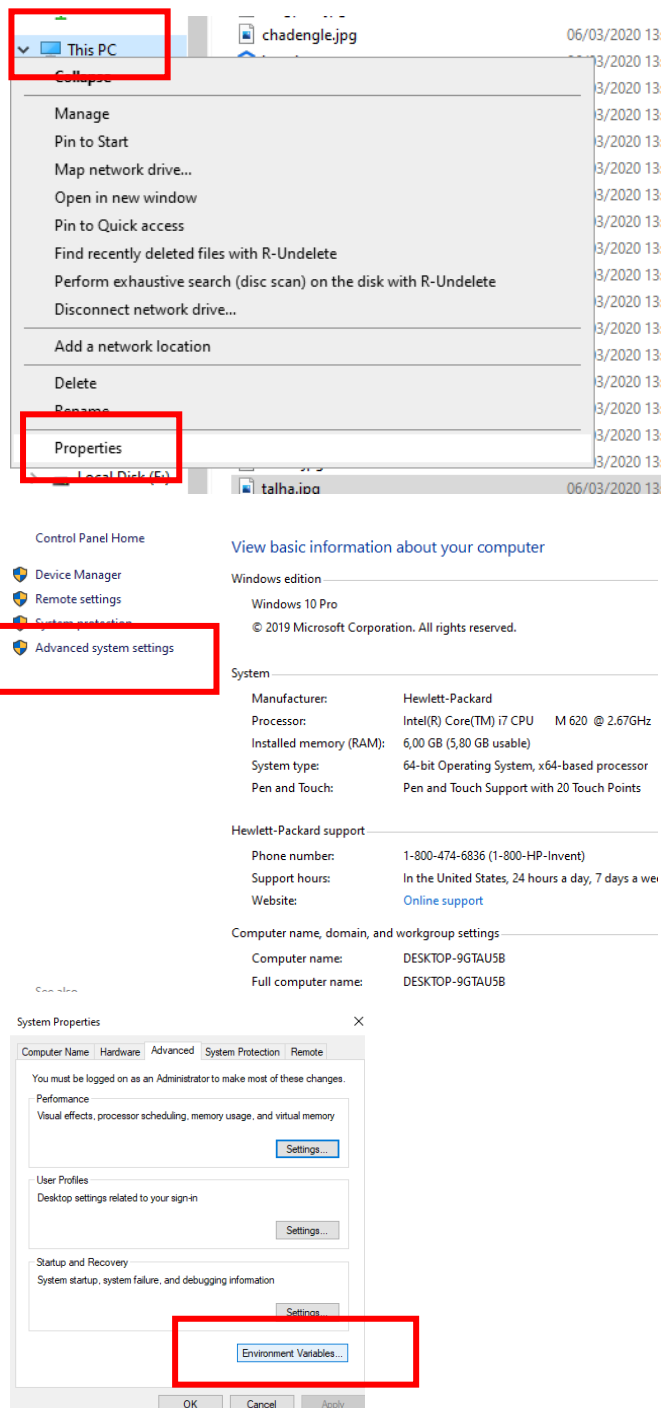 This PC
chadengle.jpg 06/03/2020 13:
Collapse
Manage
Pin to Start
Map network drive...
Open in new window
Pin to Quick access
Find recently deleted files with R-Undelete
Perform exhaustive search (disc scan) on the disk with R-Undelete
Disconnect network drive...
Add a network location
Delete
Rename
Properties
Local Disk (F:)
talha.jpg 06/03/2020 13:
Control Panel Home
Device Manager
Remote settings
System protection
Advanced system settings
See also
View basic information about your computer
Windows edition
Windows 10 Pro
© 2019 Microsoft Corporation. All rights reserved.
System
Manufacturer: Hewlett-Packard
Processor: Intel(R) Core(TM) i7 CPU M 620 @ 2.67GHz
Installed memory (RAM): 6,00 GB (5,80 GB usable)
System type: 64-bit Operating System, x64-based processor
Pen and Touch: Pen and Touch Support with 20 Touch Points
Hewlett-Packard support
Phone number: 1-800-474-6836 (1-800-HP-Invent)
Support hours: In the United States, 24 hours a day, 7 days a we
Website: Online support
Computer name, domain, and workgroup settings
Computer name: DESKTOP-9GTAU5B
Full computer name: DESKTOP-9GTAU5B
System Properties
Computer Name Hardware Advanced System Protection Remote
You must be logged on as an Administrator to make most of these changes.
Performance
Visual effects, processor scheduling, memory usage, and virtual memory
Settings...
User Profiles
Desktop settings related to your sign-in
Settings...
Startup and Recovery
System startup, system failure, and debugging information
Settings...
Environment Variables...
OK Cancel Apply